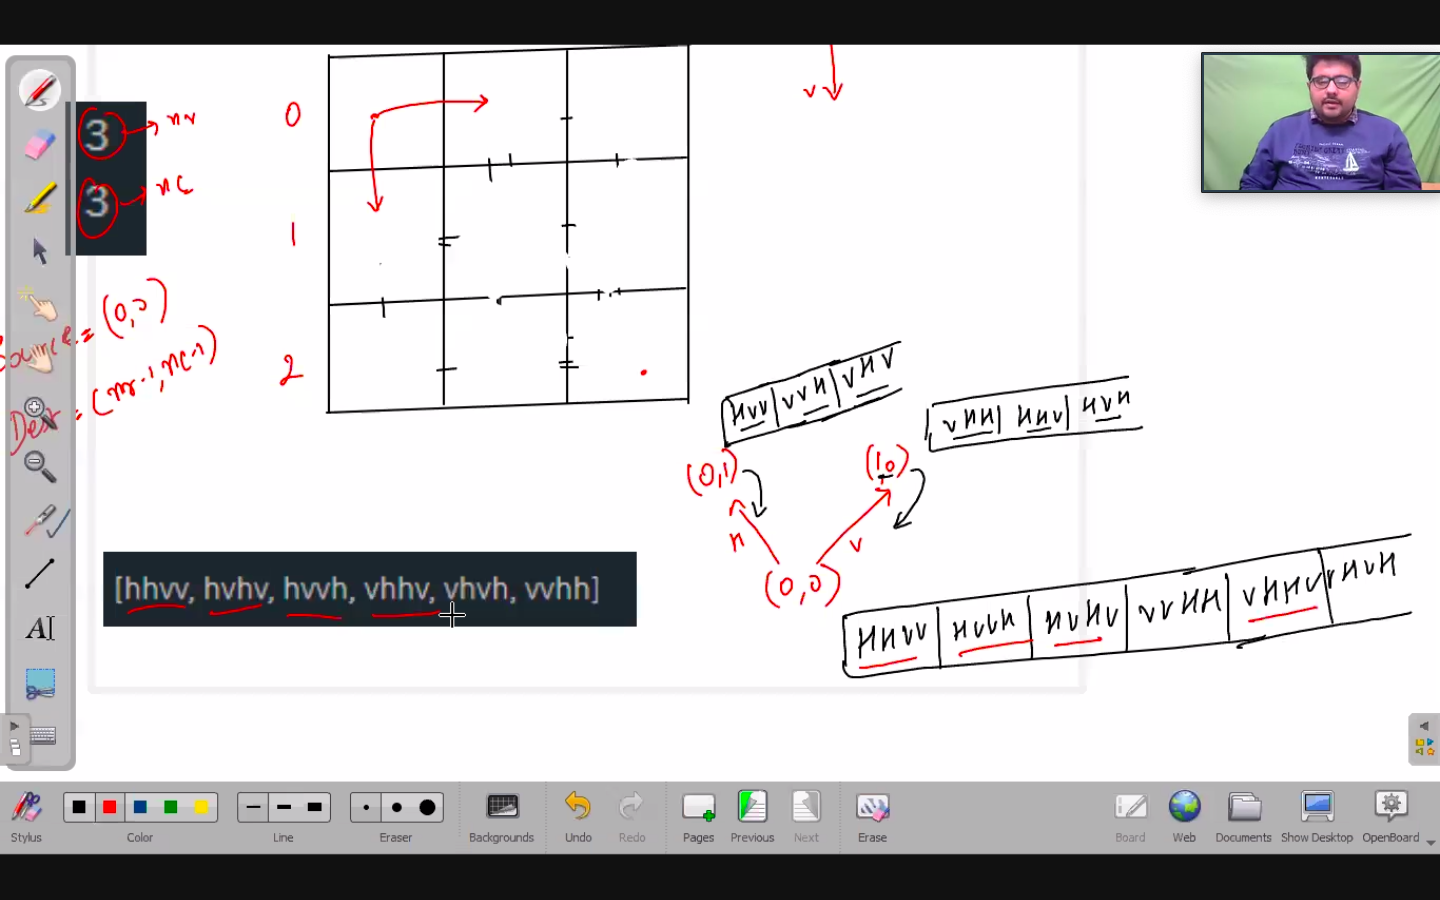 3 → nr
3 → nc
0
1
2
v
Source = (0,0)
Dest = (nr-1, nc-1)
HVV | VVH | VHV
VHH | HHV | HVH
(0,1)
(1,0)
H
V
(0,0)
[hhvv, hvhv, hvvh, vhhv, vhvh, vvhh]
HHVV | HVVH | HVHV | VVHH | VHHV | VHVH
Stylus
Color
Line
Eraser
Backgrounds
Undo
Redo
Pages
Previous
Next
Erase
Board
Web
Documents
Show Desktop
OpenBoard